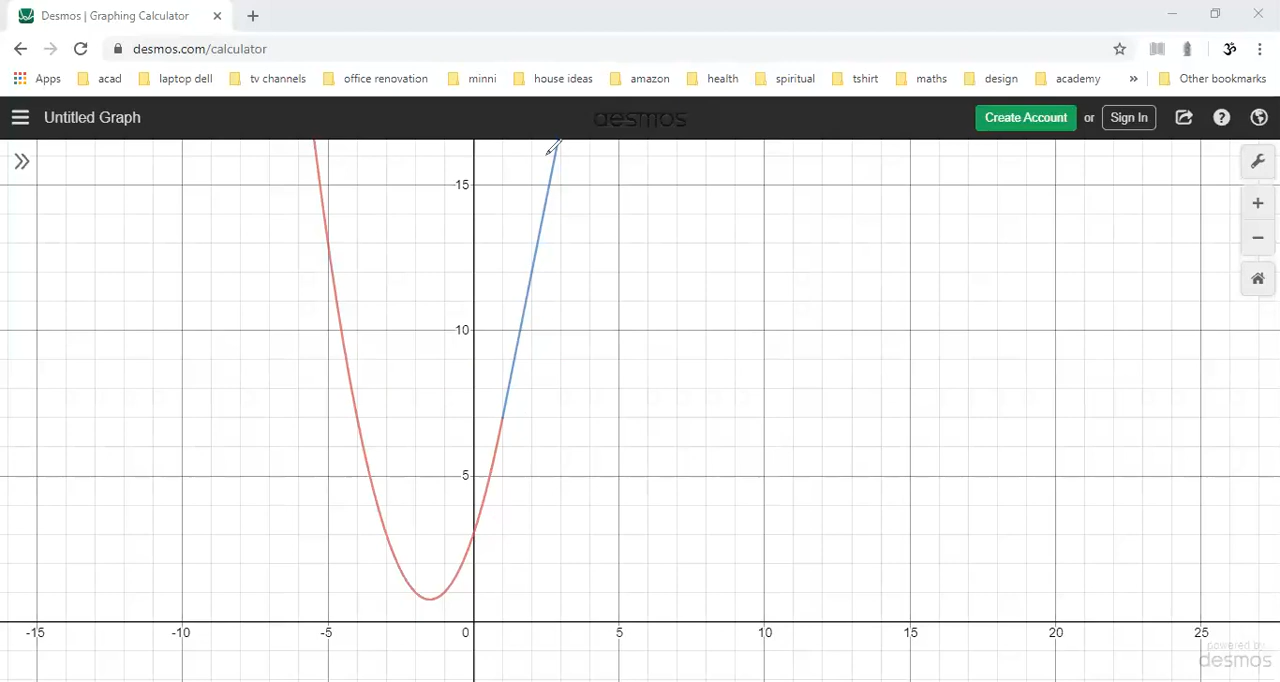 Desmos | Graphing Calculator
desmos.com/calculator
Apps acad laptop dell tv channels office renovation minni house ideas amazon health spiritual tshirt maths design academy » Other bookmarks
Untitled Graph desmos Create Account or Sign In
15
10
5
-15 -10 -5 0 5 10 15 20 25
powered by
desmos